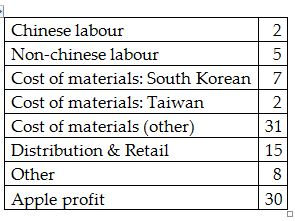 Chinese labour 2
Non-chinese labour 5
Cost of materials: South Korean 7
Cost of materials: Taiwan 2
Cost of materials (other) 31
Distribution & Retail 15
Other 8
Apple profit 30